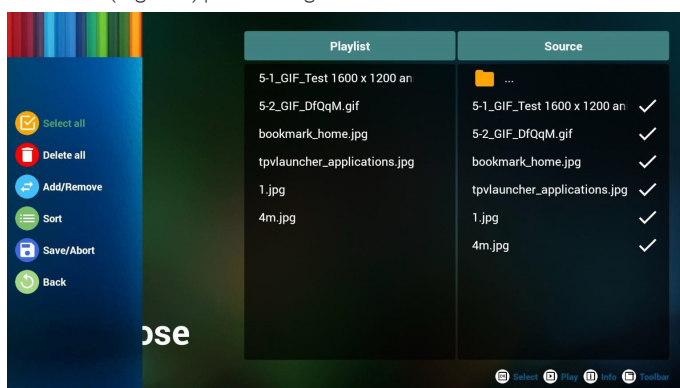 Select all
Delete all
Add/Remove
Sort
Save/Abort
Back
ose
Playlist
5-1_GIF_Test 1600 x 1200 an
5-2_GIF_DfQqM.gif
bookmark_home.jpg
tpvlauncher_applications.jpg
1.jpg
4m.jpg
Source
...
5-1_GIF_Test 1600 x 1200 an
5-2_GIF_DfQqM.gif
bookmark_home.jpg
tpvlauncher_applications.jpg
1.jpg
4m.jpg
Select Play Info Toolbar